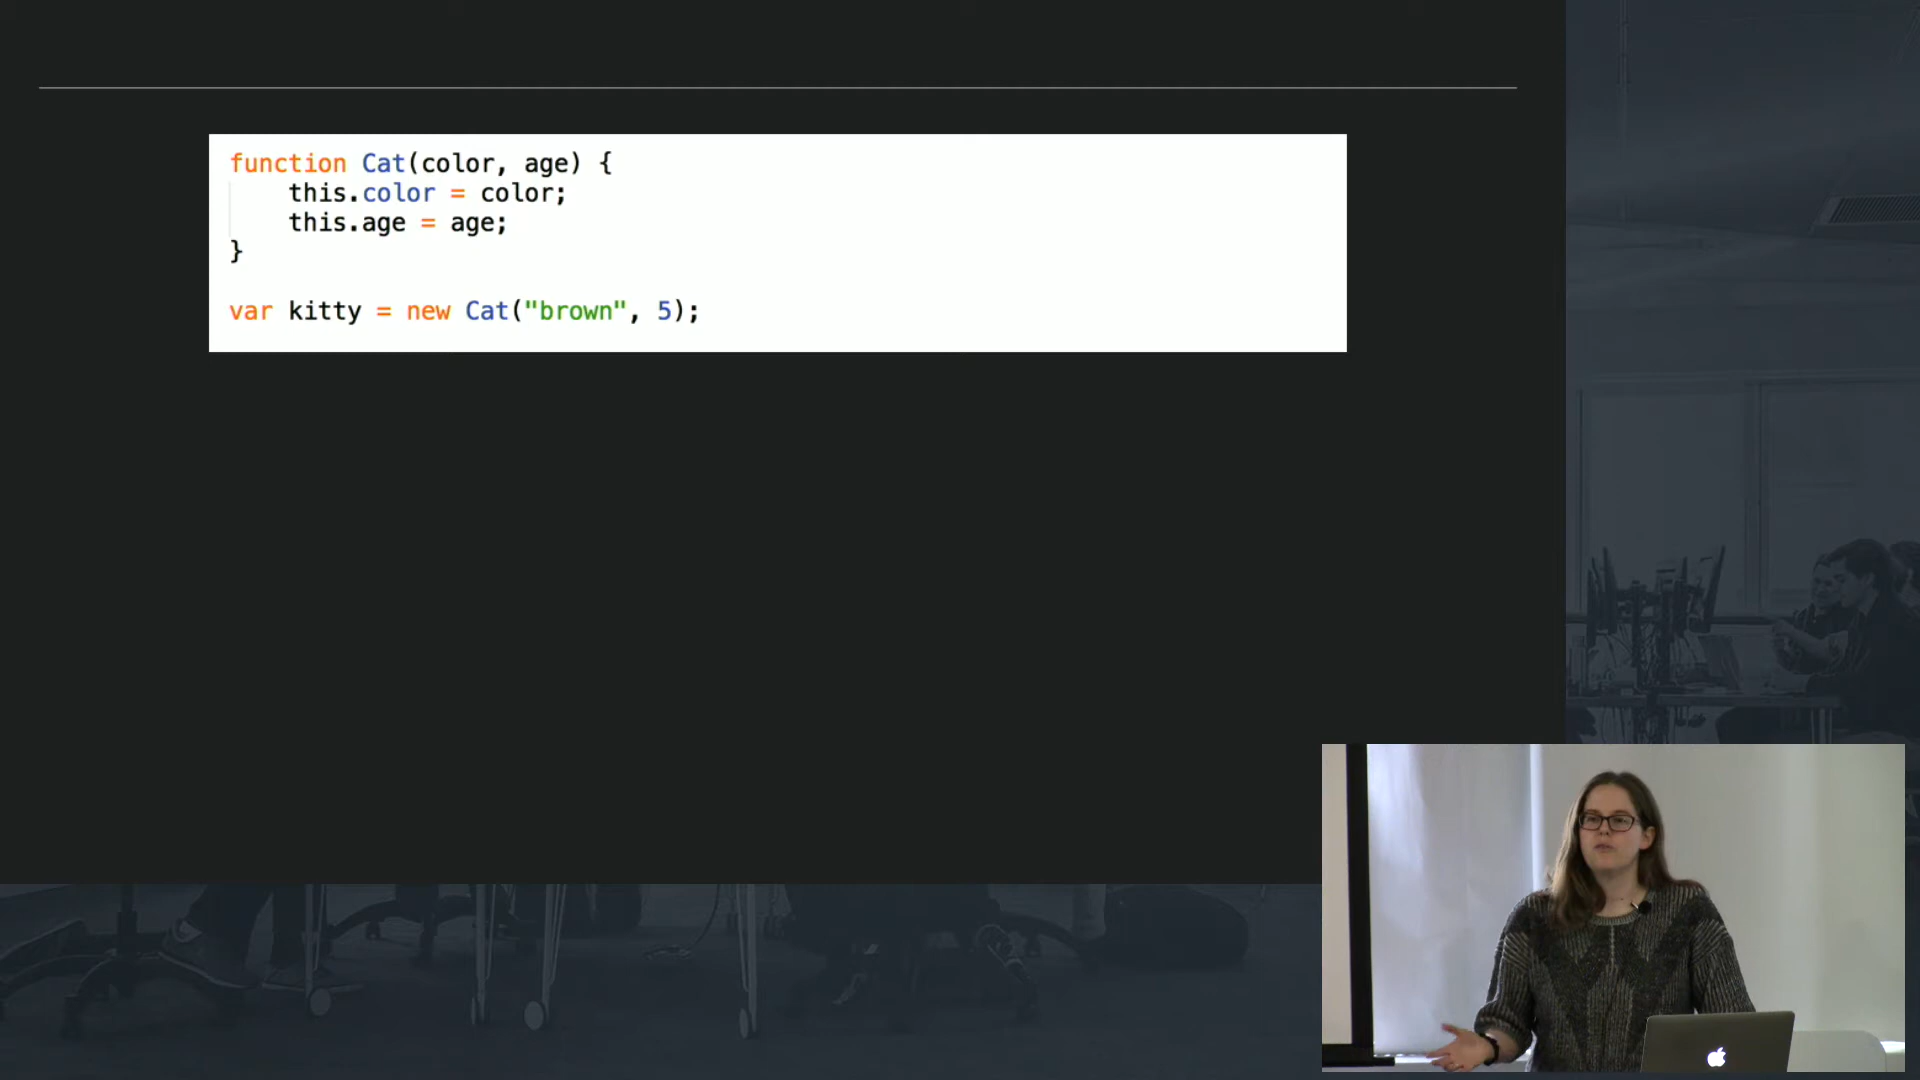 function Cat(color, age) {
    this.color = color;
    this.age = age;
}
var kitty = new Cat("brown", 5);